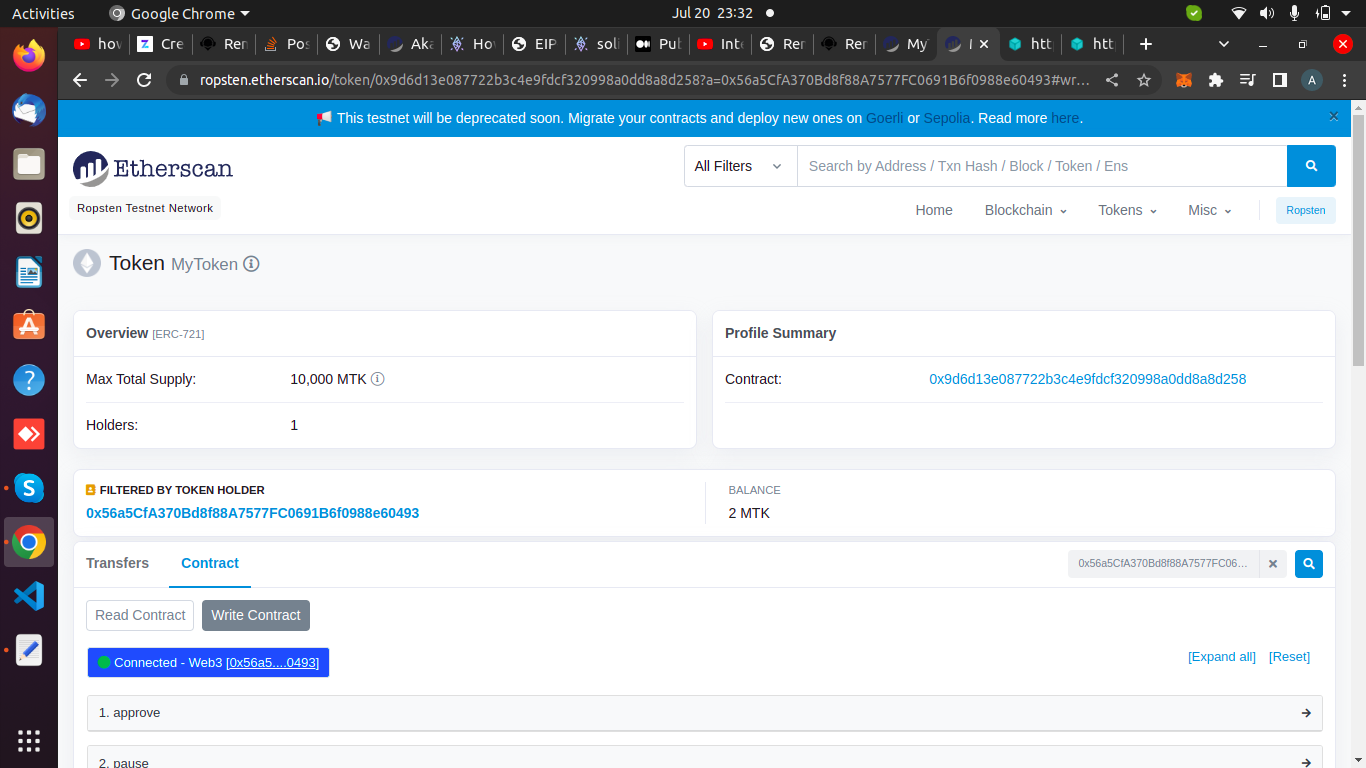 Activities
Google Chrome
Jul 20 23:32
hov
Cre
Ren
Pos
Wa
Aka
Hov
EIP
soli
Pub
Inte
Rer
Rer
My
htt
htt
ropsten.etherscan.io/token/0x9d6d13e087722b3c4e9fdcf320998a0dd8a8d258?a=0x56a5CfA370Bd8f88A7577FC0691B6f0988e60493#wr...
A
This testnet will be deprecated soon. Migrate your contracts and deploy new ones on Goerli or Sepolia. Read more here.
Etherscan
All Filters
Search by Address / Txn Hash / Block / Token / Ens
Ropsten Testnet Network
Home
Blockchain
Tokens
Misc
Ropsten
Token MyToken
Overview [ERC-721]
Profile Summary
Max Total Supply:
10,000 MTK
Contract:
0x9d6d13e087722b3c4e9fdcf320998a0dd8a8d258
Holders:
1
FILTERED BY TOKEN HOLDER
BALANCE
0x56a5CfA370Bd8f88A7577FC0691B6f0988e60493
2 MTK
Transfers
Contract
0x56a5CfA370Bd8f88A7577FC06...
Read Contract
Write Contract
Connected - Web3 [0x56a5....0493]
[Expand all]
[Reset]
1. approve
2. pause